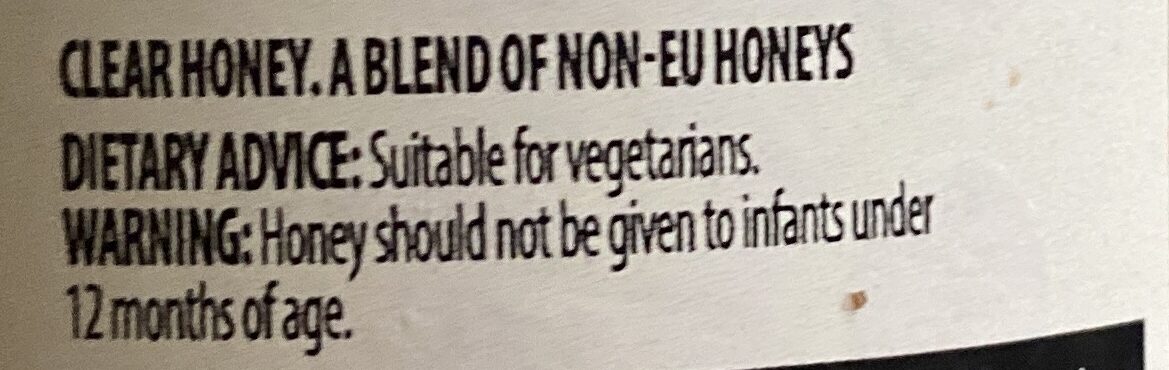 CLEAR HONEY. A BLEND OF NON-EU HONEYS
DIETARY ADVICE: Suitable for vegetarians.
WARNING: Honey should not be given to infants under
12 months of age.